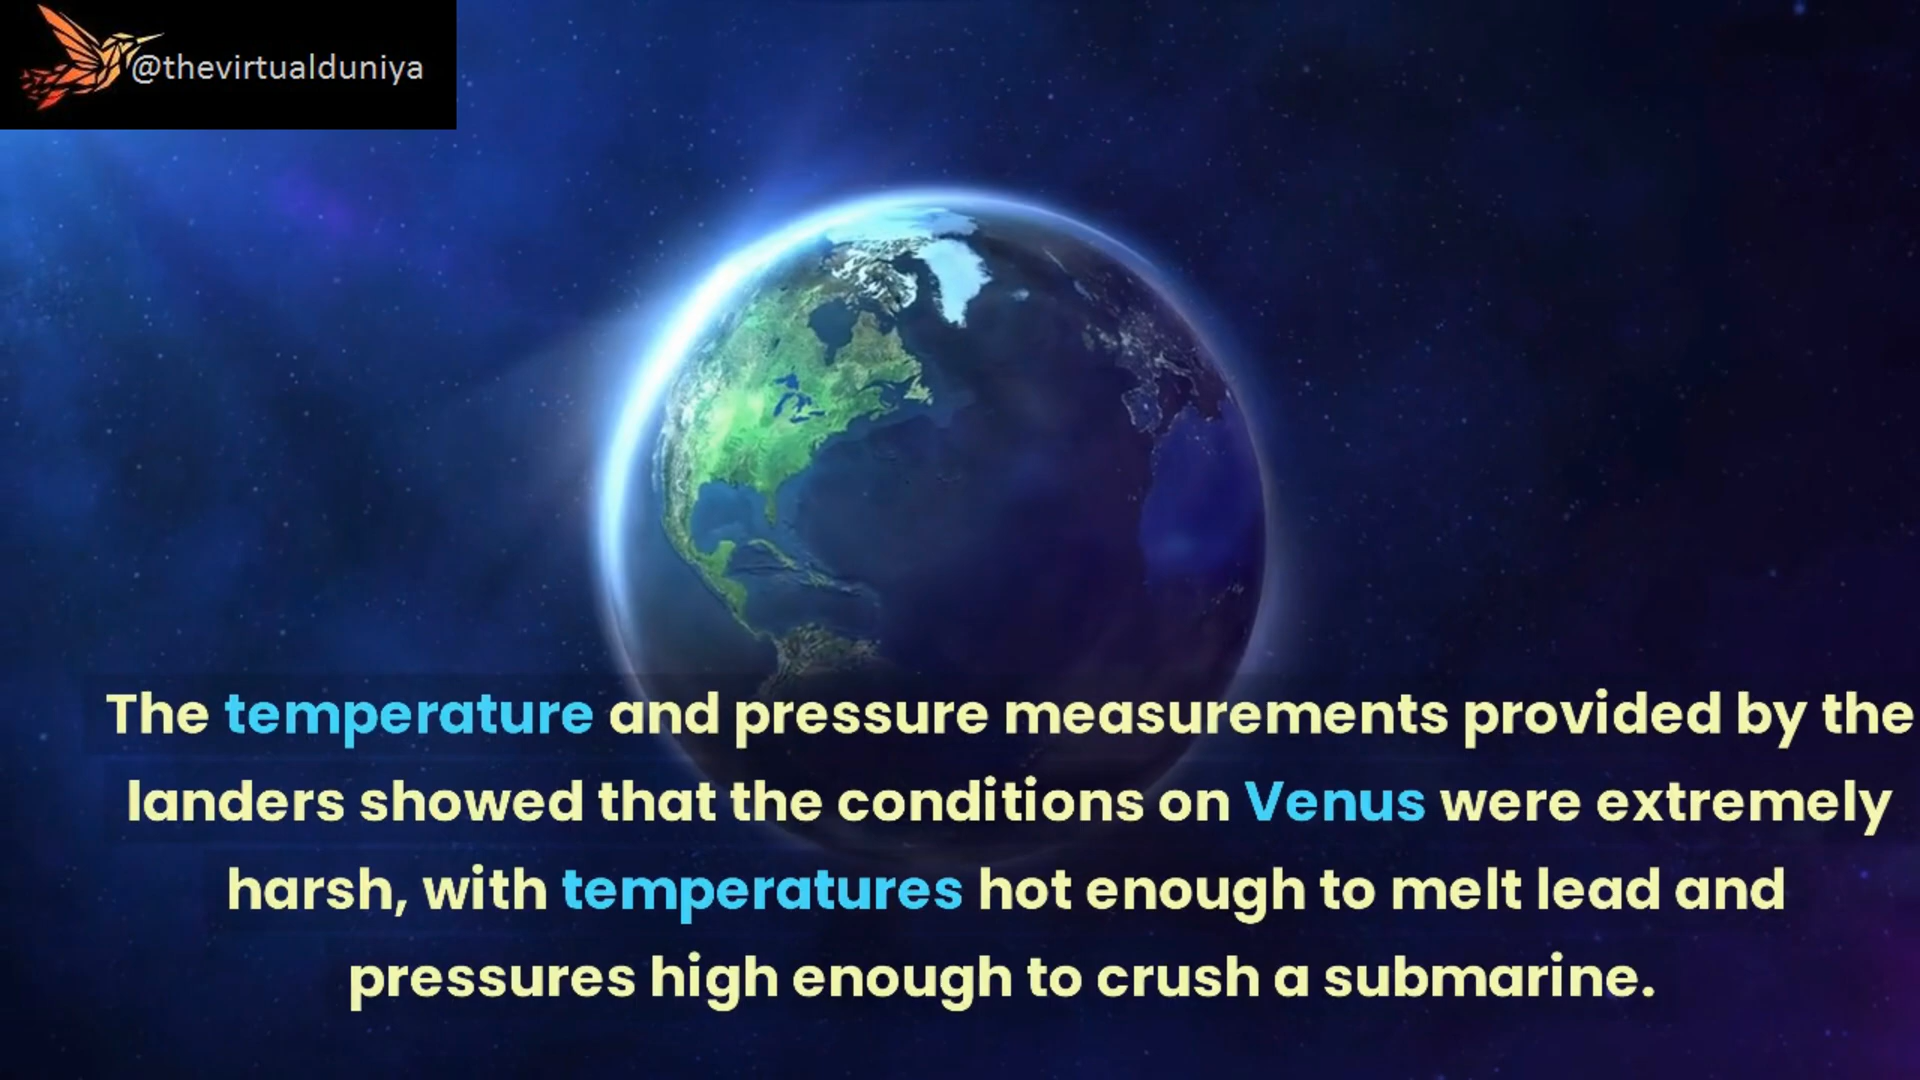 @thevirtualduniya
The temperature and pressure measurements provided by the
landers showed that the conditions on Venus were extremely
harsh, with temperatures hot enough to melt lead and
pressures high enough to crush a submarine.